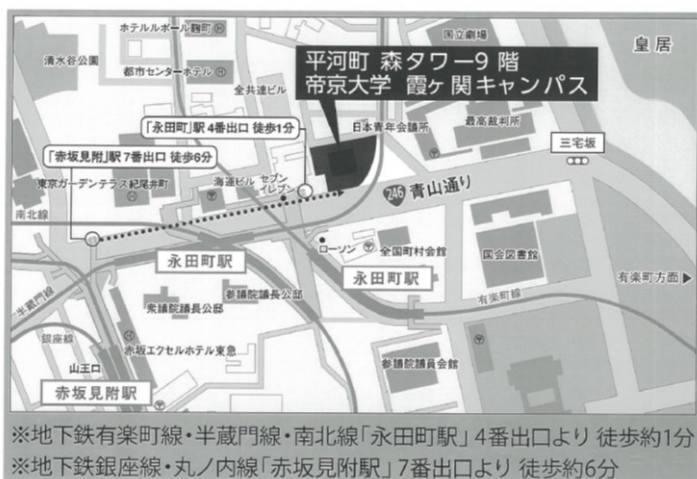 ホテルルポール麹町
国立劇場
皇居
清水谷公園
都市センターホテル
全共連ビル
平河町 森タワー9 階
帝京大学 霞ヶ関キャンパス
日本青年会議所
最高裁判所
三宅坂
「永田町」駅 4番出口 徒歩1分
「赤坂見附」駅 7番出口 徒歩6分
東京ガーデンテラス紀尾井町
海運ビル
セブン
イレブン
246 青山通り
南北線
ローソン
全国町村会館
国会図書館
永田町駅
永田町駅
有楽町方面▶
半蔵門線
衆議院議長公邸
参議院議長公邸
有楽町線
銀座線
赤坂エクセルホテル東急
山王口
参議院議員会館
赤坂見附駅
※地下鉄有楽町線・半蔵門線・南北線「永田町駅」4番出口より 徒歩約1分
※地下鉄銀座線・丸ノ内線「赤坂見附駅」7番出口より 徒歩約6分